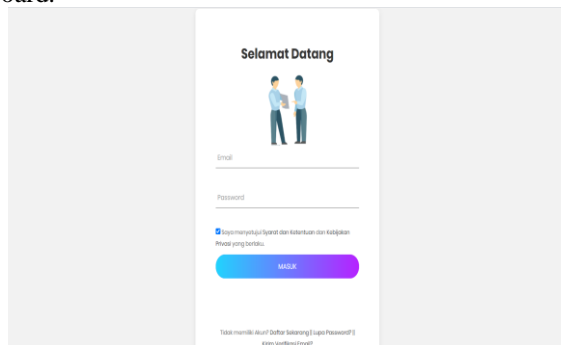 Selamat Datang
Email
Password
Saya menyetujui Syarat dan Ketentuan dan Kebijakan
Privasi yang berlaku.
MASUK
Tidak memiliki Akun? Daftar Sekarang | Lupa Password? |
Kirim Verifikasi Email?